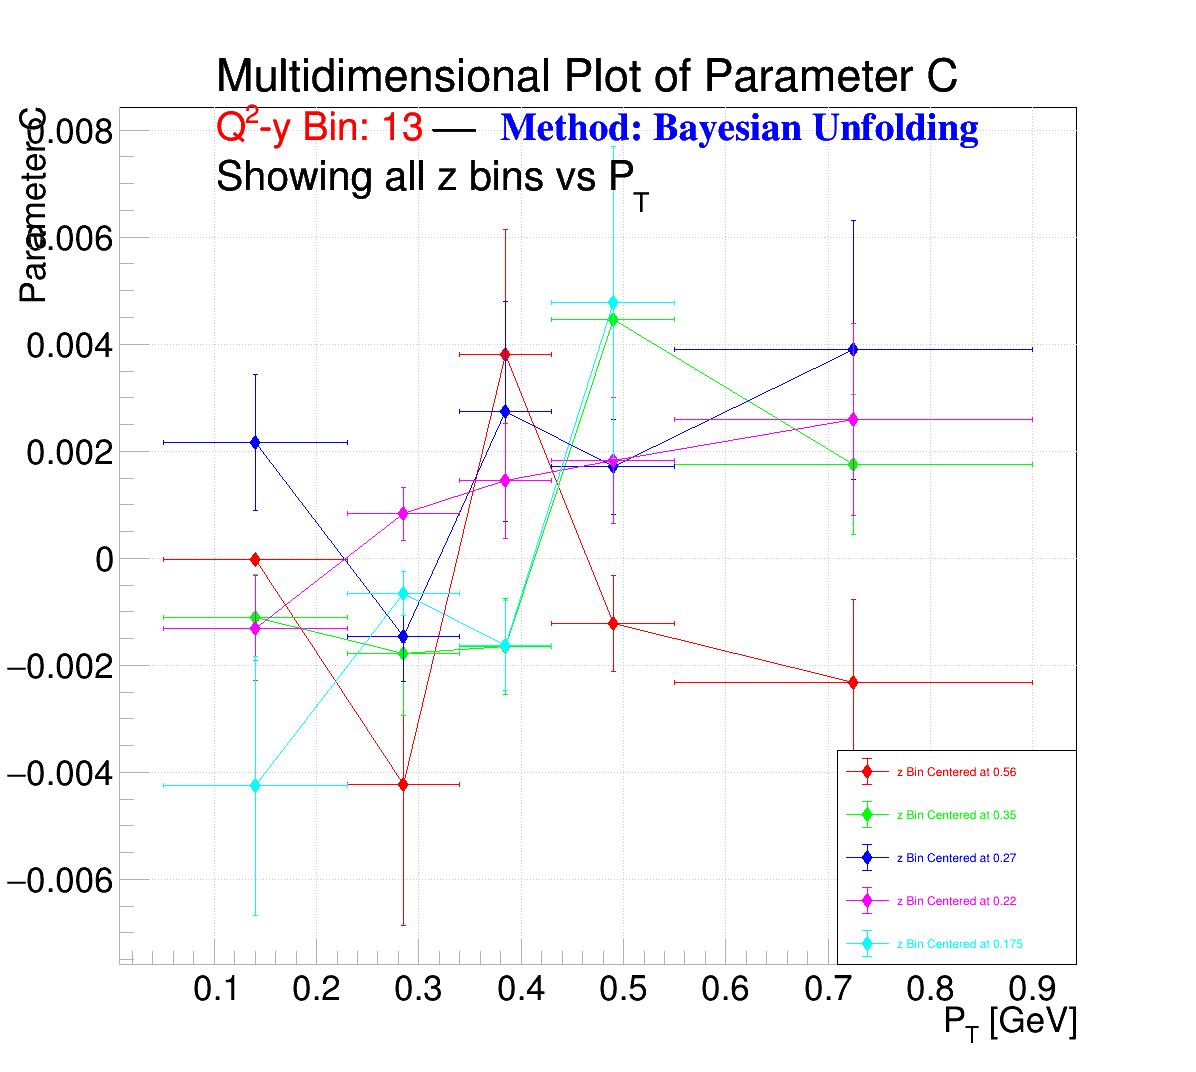 Multidimensional Plot of Parameter C
Q²-y Bin: 13 — Method: Bayesian Unfolding
Showing all z bins vs P_T
Parameter C
0.008
0.006
0.004
0.002
0
−0.002
−0.004
−0.006
z Bin Centered at 0.56
z Bin Centered at 0.35
z Bin Centered at 0.27
z Bin Centered at 0.22
z Bin Centered at 0.175
0.1 0.2 0.3 0.4 0.5 0.6 0.7 0.8 0.9
P_T [GeV]